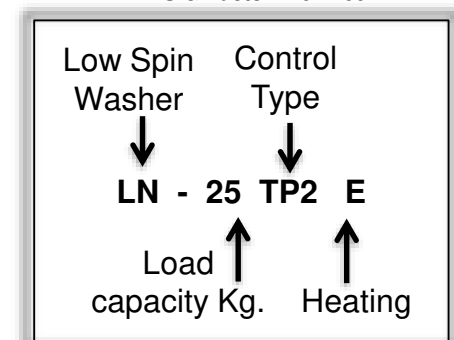 Low Spin Washer
Control Type
LN - 25 TP2 E
Load capacity Kg.
Heating